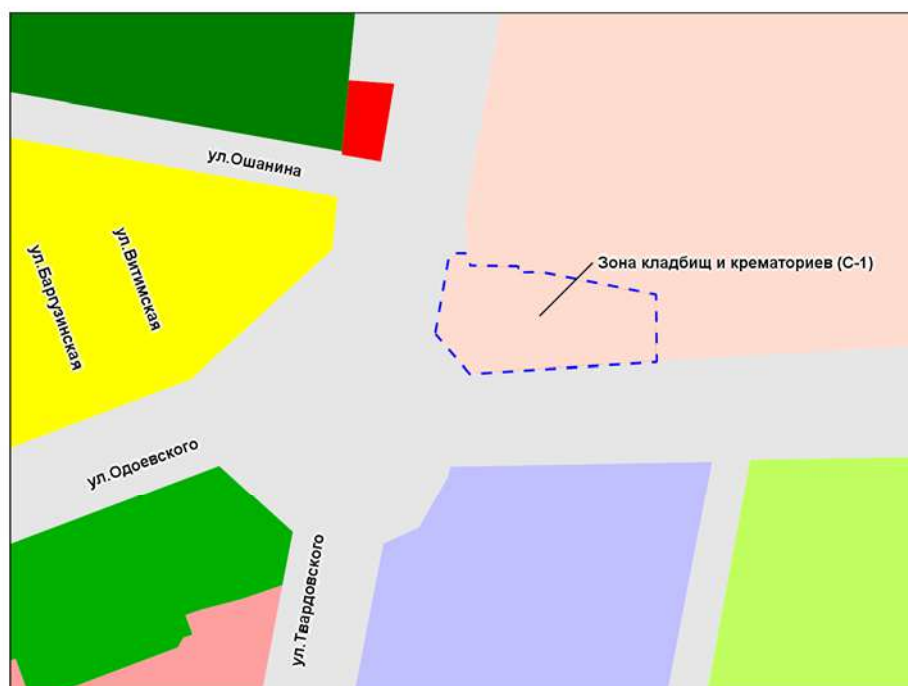 ул.Ошанина
ул.Витимская
ул.Баргузинская
Зона кладбищ и крематориев (С-1)
ул.Одоевского
ул.Твардовского